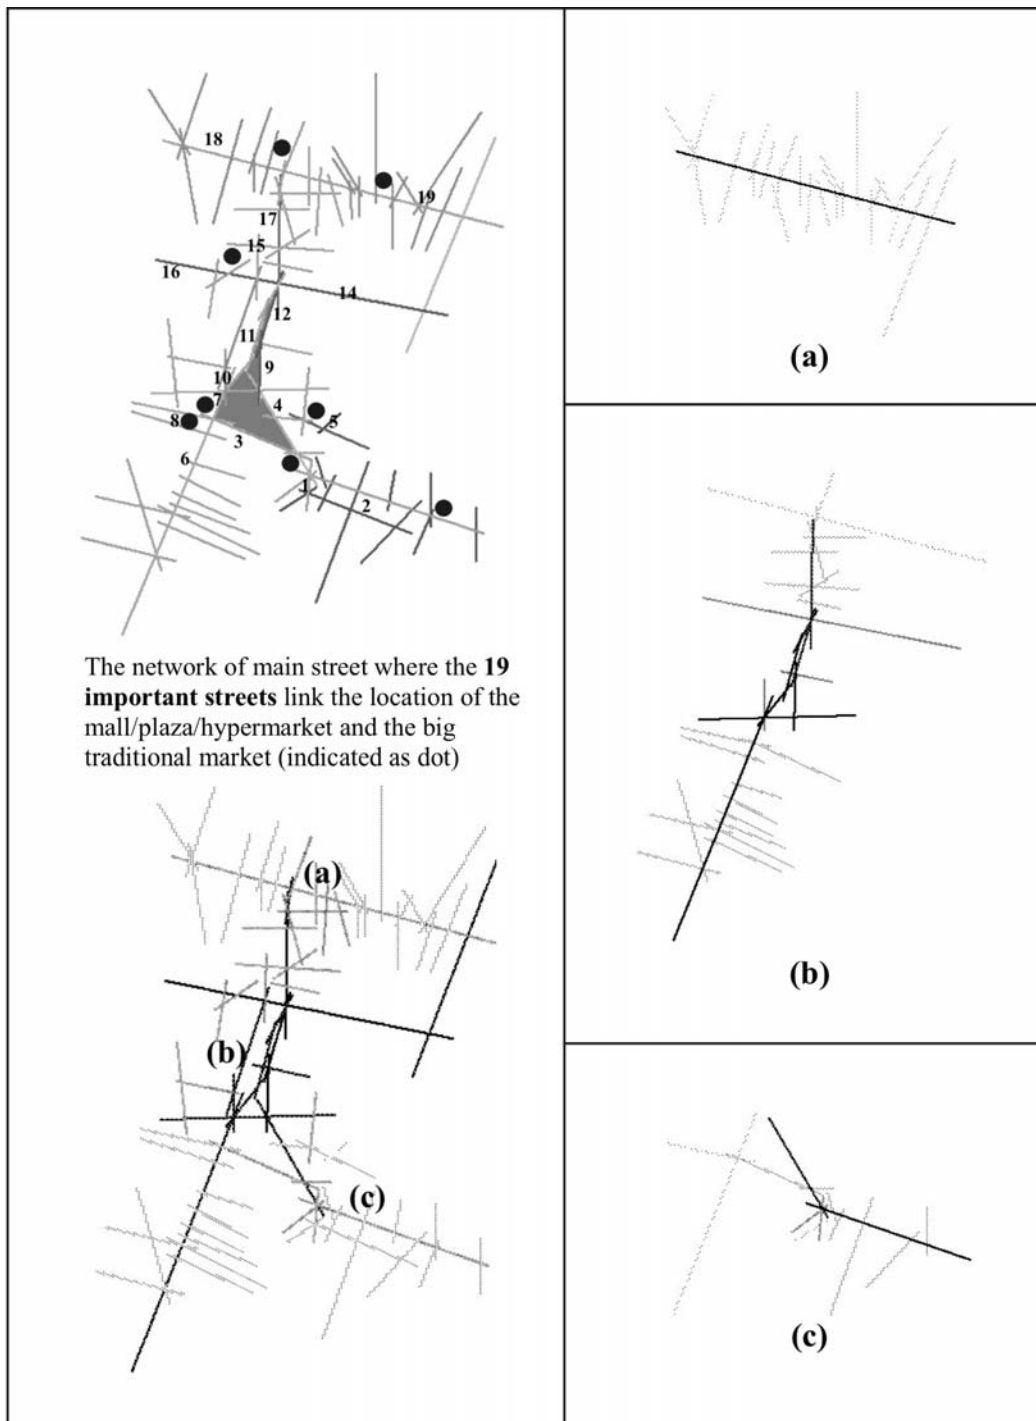 18
19
17
15
16
14
12
11
9
10
7
4
8
5
3
6
1
2
The network of main street where the 19
important streets link the location of the
mall/plaza/hypermarket and the big
traditional market (indicated as dot)
(a)
(b)
(c)
(a)
(b)
(c)